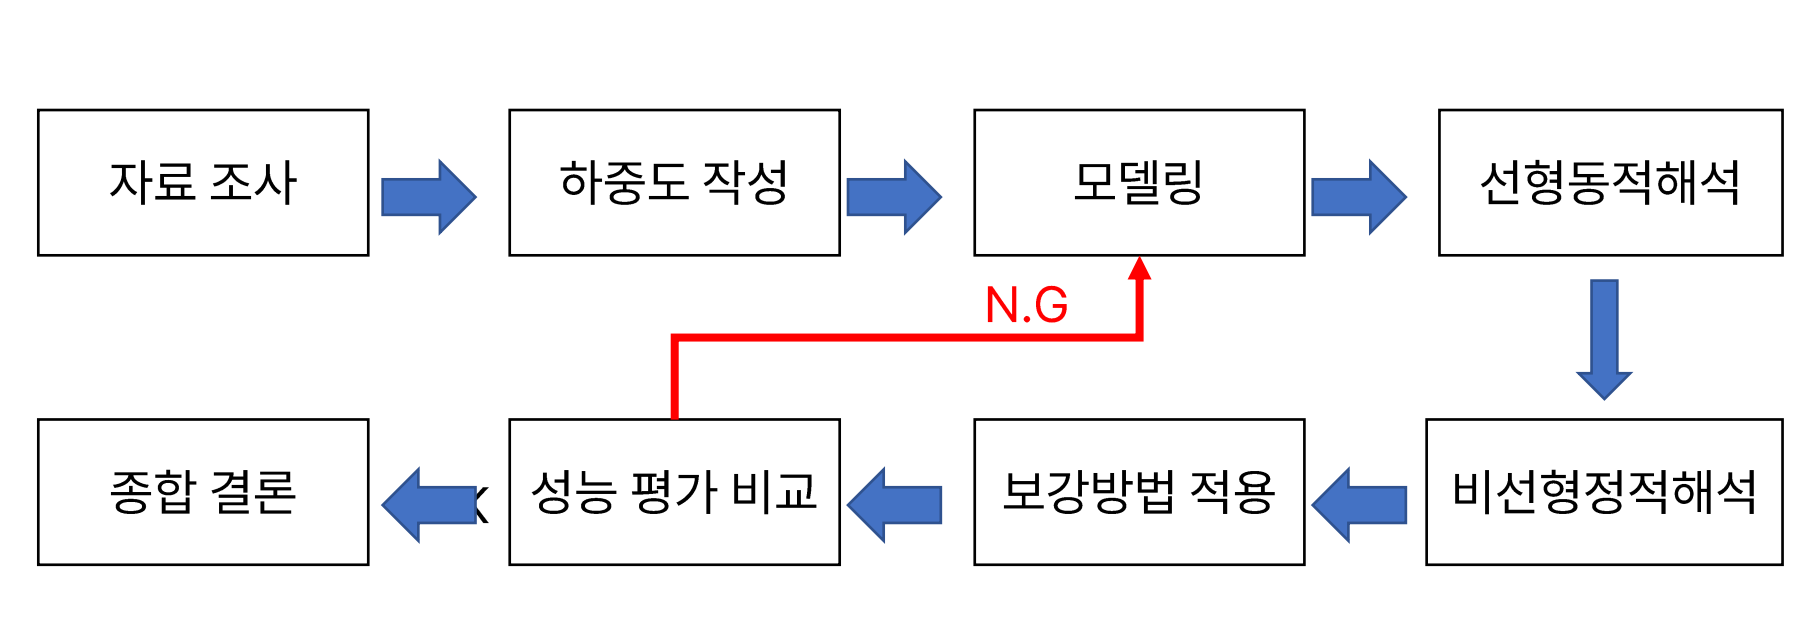 자료 조사
하중도 작성
모델링
선형동적해석
N.G
종합 결론
성능 평가 비교
보강방법 적용
비선형정적해석